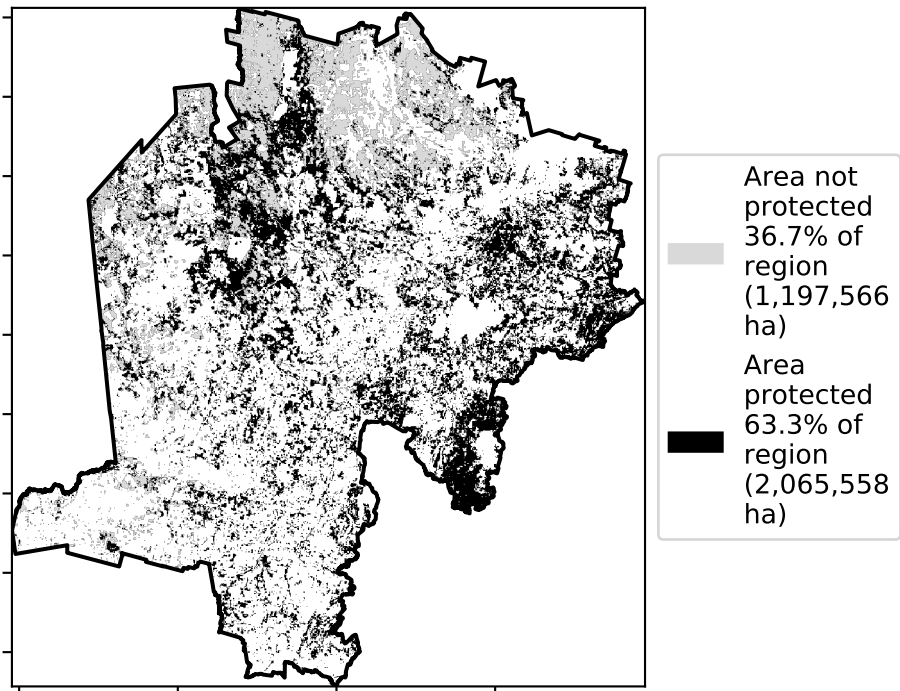 Area not
protected
36.7% of
region
(1,197,566
ha)
Area
protected
63.3% of
region
(2,065,558
ha)